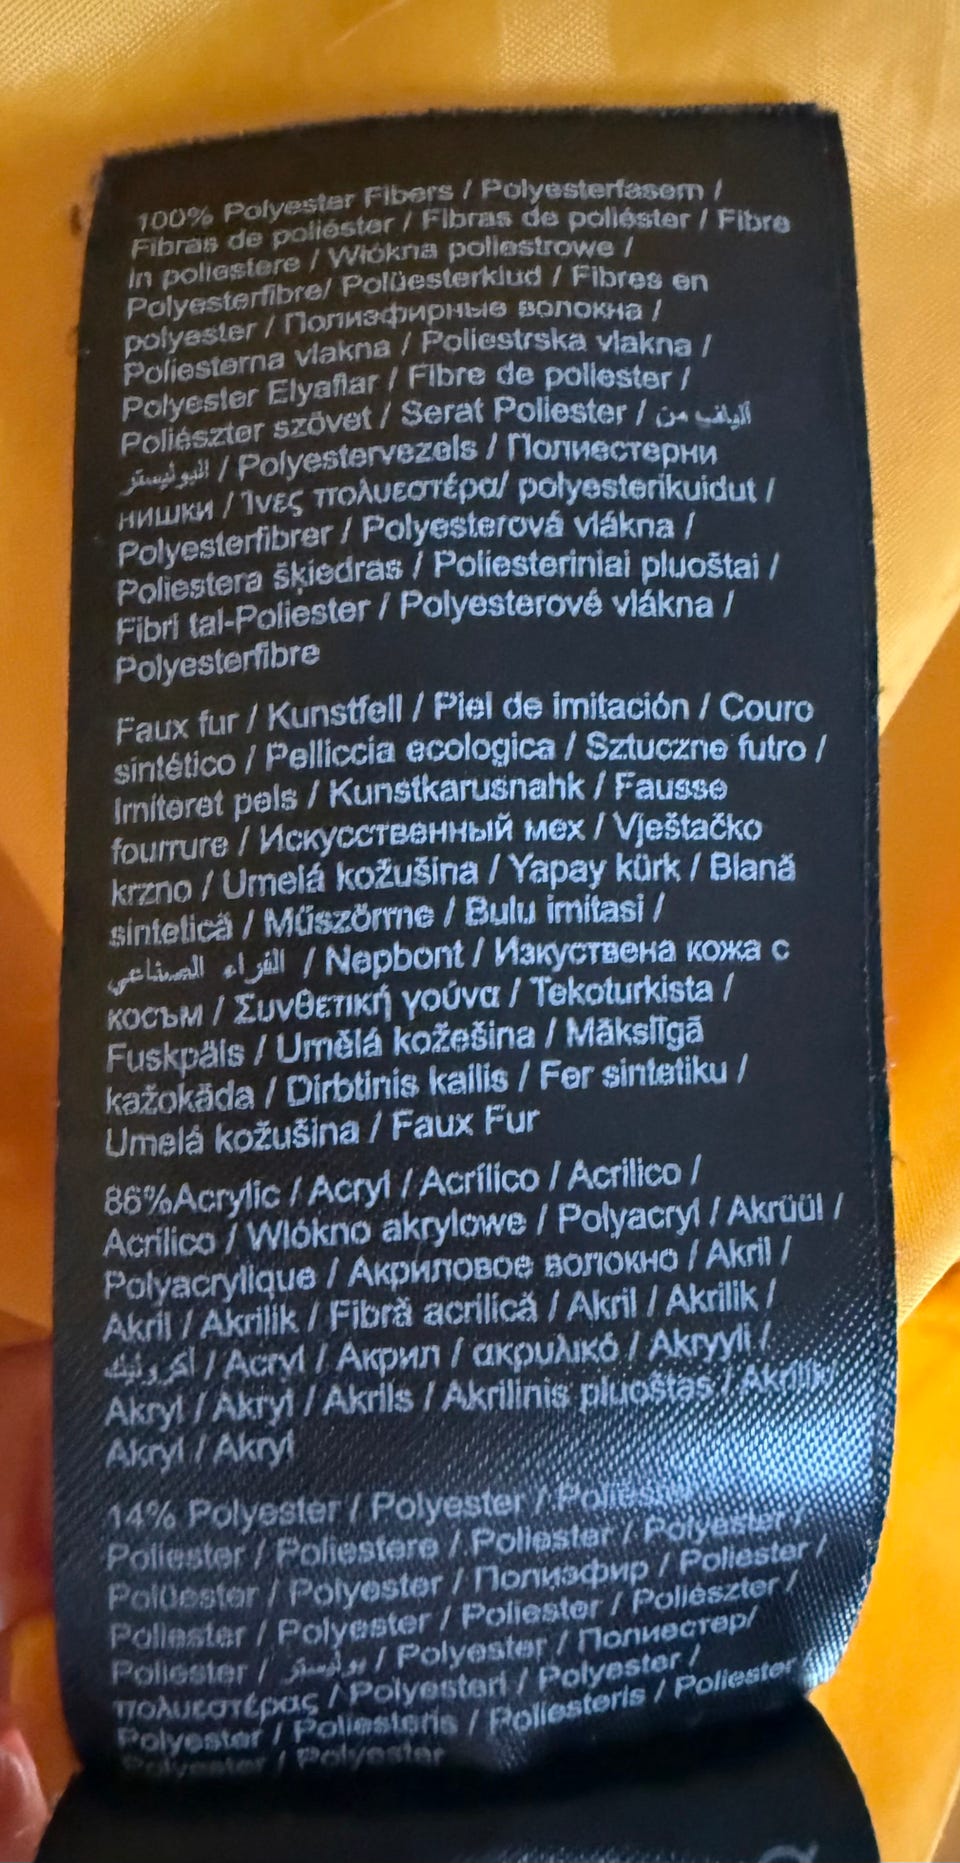 100% Polyester Fibers / Polyesterfasern /
Fibras de poliéster / Fibras de poliéster / Fibre
in poliestere / Włókna poliestrowe /
Polyesterfibre/ Polüesterkiud / Fibres en
polyester / Полиэфирные волокна /
Poliesterna vlakna / Poliestrska vlakna /
Polyester Elyaflar / Fibre de poliester /
Poliészter szövet / Serat Poliester / ألياف من
البوليستر / Polyestervezels / Полиестерни
нишки / Ίνες πολυεστέρα/ polyesterikuidut /
Polyesterfibrer / Polyesterová vlákna /
Poliestera šķiedras / Poliesteriniai pluoštai /
Fibri tal-Poliester / Polyesterové vlákna /
Polyesterfibre
Faux fur / Kunstfell / Piel de imitación / Couro
sintético / Pelliccia ecologica / Sztuczne futro /
Imiteret pels / Kunstkarusnahk / Fausse
fourrure / Искусственный мех / Vještačko
krzno / Umelá kožušina / Yapay kürk / Blană
sintetică / Műszőrme / Bulu imitasi /
الفراء الصناعي / Nepbont / Изкуствена кожа с
косъм / Συνθετική γούνα / Tekoturkista /
Fuskpäls / Umělá kožešina / Mākslīgā
kažokāda / Dirbtinis kailis / Fer sintetiku /
Umelá kožušina / Faux Fur
86%Acrylic / Acryl / Acrílico / Acrílico /
Acrilico / Włókno akrylowe / Polyacryl / Akrüül /
Polyacrylique / Акриловое волокно / Akril /
Akril / Akrilik / Fibră acrilică / Akril / Akrilik /
أكريليك / Acryl / Акрил / ακρυλικό / Akryyli /
Akryl / Akryl / Akrils / Akrilinis pluoštas / Akriliku
Akryl / Akryl
14% Polyester / Polyester / Poliéster
Poliéster / Poliestere / Poliester / Polyester /
Polüester / Polyester / Полиэфир / Poliester /
Poliester / Polyester / Poliester / Poliészter /
Poliester / بوليستر / Polyester / Полиестер/
πολυεστέρας / Polyesteri / Polyester /
Polyester / Poliesteris / Poliesteris / Poliester
Polyester / Polyester